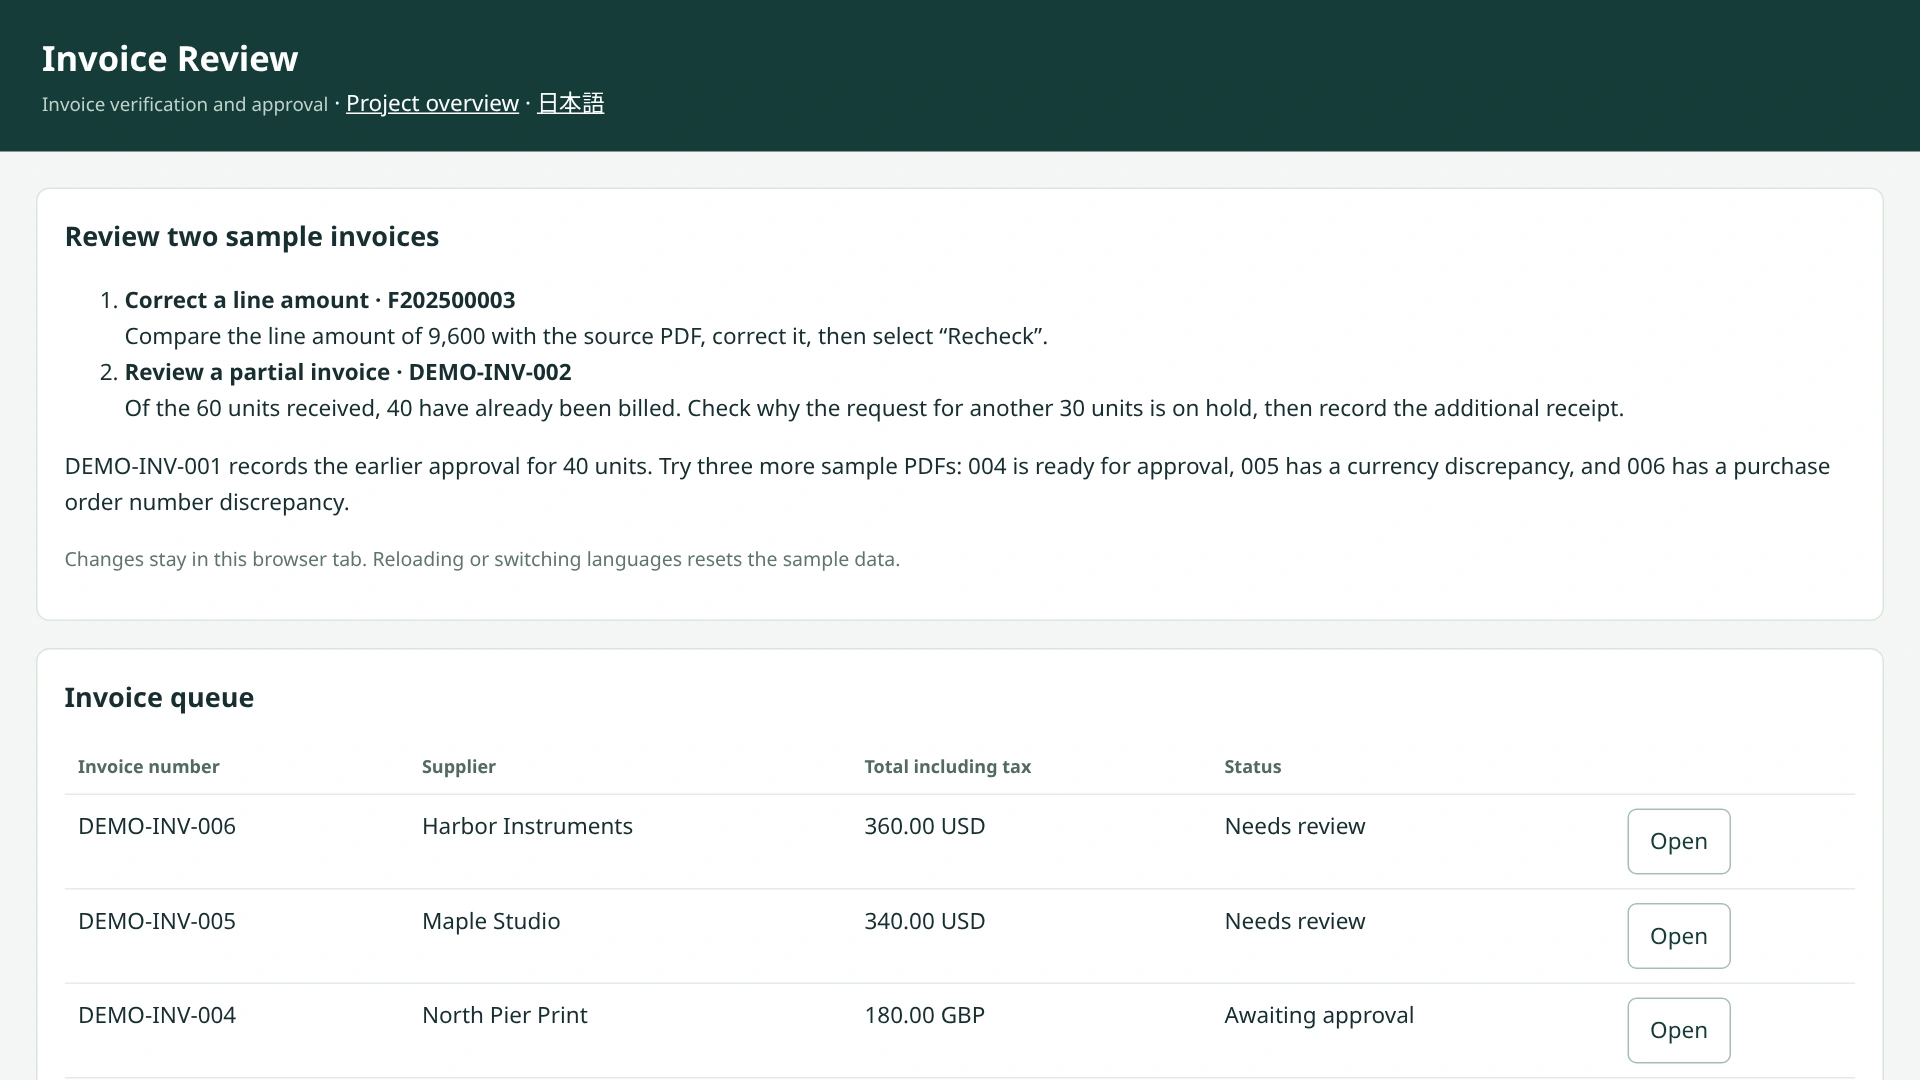 Invoice Review
Invoice verification and approval · Project overview · 日本語
Review two sample invoices
1. Correct a line amount · F202500003
Compare the line amount of 9,600 with the source PDF, correct it, then select “Recheck”.
2. Review a partial invoice · DEMO-INV-002
Of the 60 units received, 40 have already been billed. Check why the request for another 30 units is on hold, then record the additional receipt.
DEMO-INV-001 records the earlier approval for 40 units. Try three more sample PDFs: 004 is ready for approval, 005 has a currency discrepancy, and 006 has a purchase
order number discrepancy.
Changes stay in this browser tab. Reloading or switching languages resets the sample data.
Invoice queue
Invoice number Supplier Total including tax Status
DEMO-INV-006 Harbor Instruments 360.00 USD Needs review Open
DEMO-INV-005 Maple Studio 340.00 USD Needs review Open
DEMO-INV-004 North Pier Print 180.00 GBP Awaiting approval Open